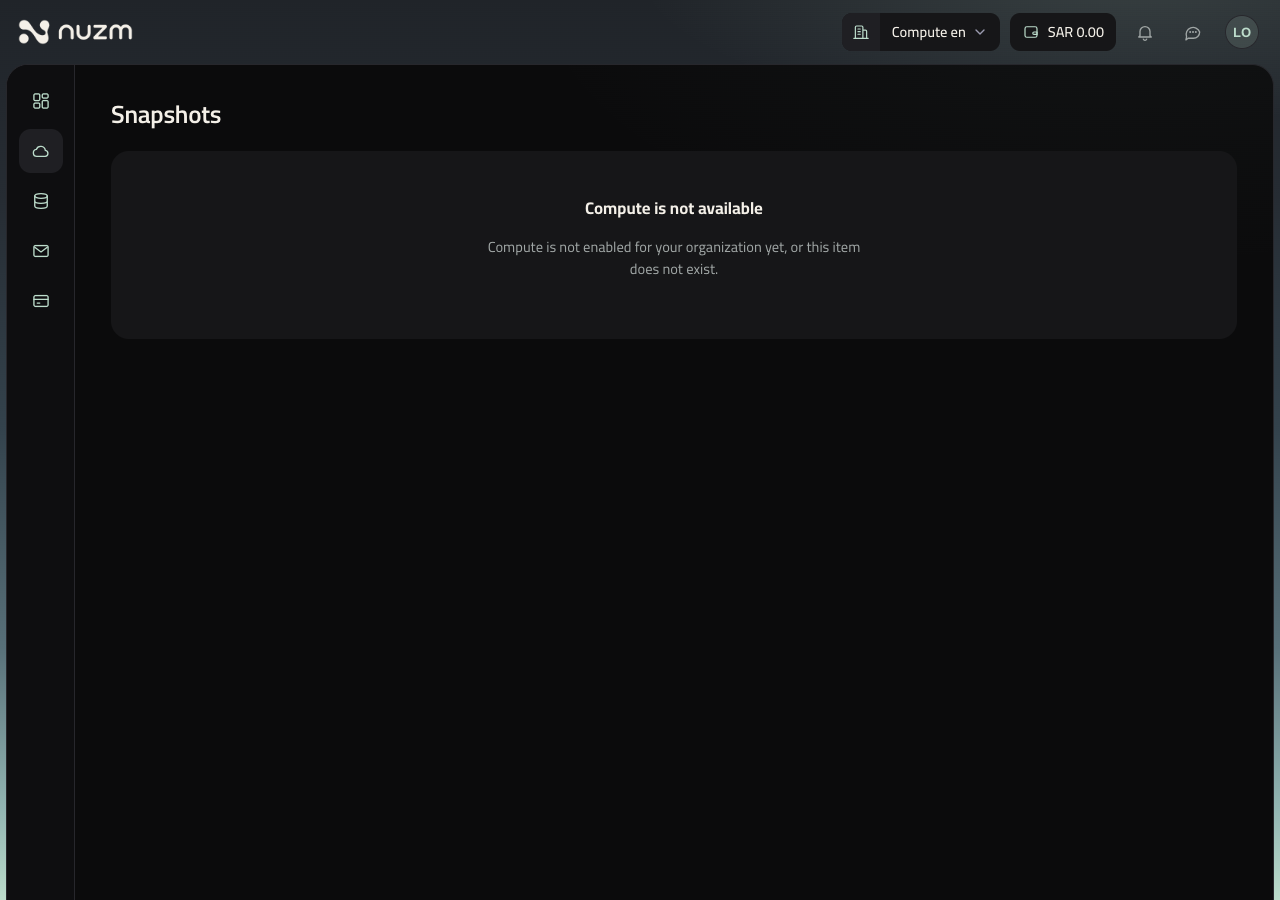 nuzm
Compute en
SAR 0.00
LO
Snapshots
Compute is not available
Compute is not enabled for your organization yet, or this item
does not exist.